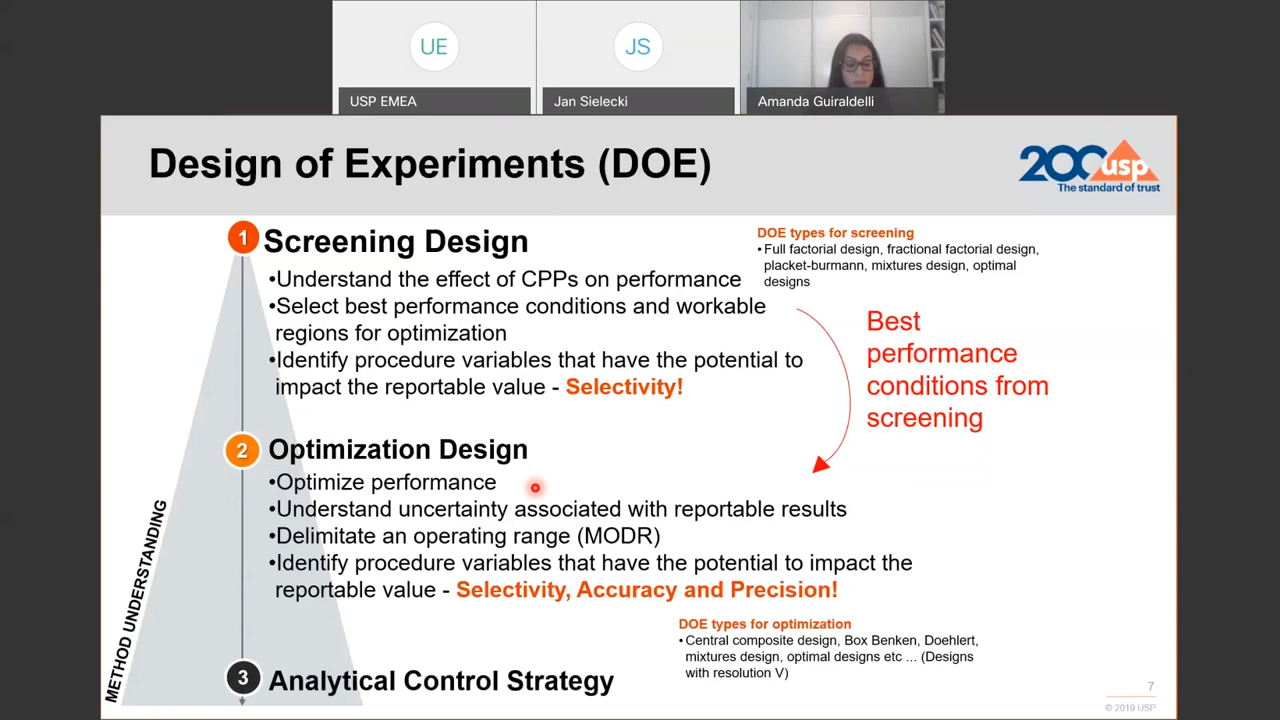 UE
JS
USP EMEA
Jan Sielecki
Amanda Guiraldelli
Design of Experiments (DOE)
200 usp
The standard of trust
1
Screening Design
•Understand the effect of CPPs on performance
•Select best performance conditions and workable
regions for optimization
•Identify procedure variables that have the potential to
impact the reportable value - Selectivity!
DOE types for screening
•Full factorial design, fractional factorial design,
placket-burmann, mixtures design, optimal
designs
Best
performance
conditions from
screening
2
Optimization Design
•Optimize performance
•Understand uncertainty associated with reportable results
•Delimitate an operating range (MODR)
•Identify procedure variables that have the potential to impact the
reportable value - Selectivity, Accuracy and Precision!
DOE types for optimization
•Central composite design, Box Benken, Doehlert,
mixtures design, optimal designs etc ... (Designs
with resolution V)
METHOD UNDERSTANDING
3
Analytical Control Strategy
7
© 2019 USP